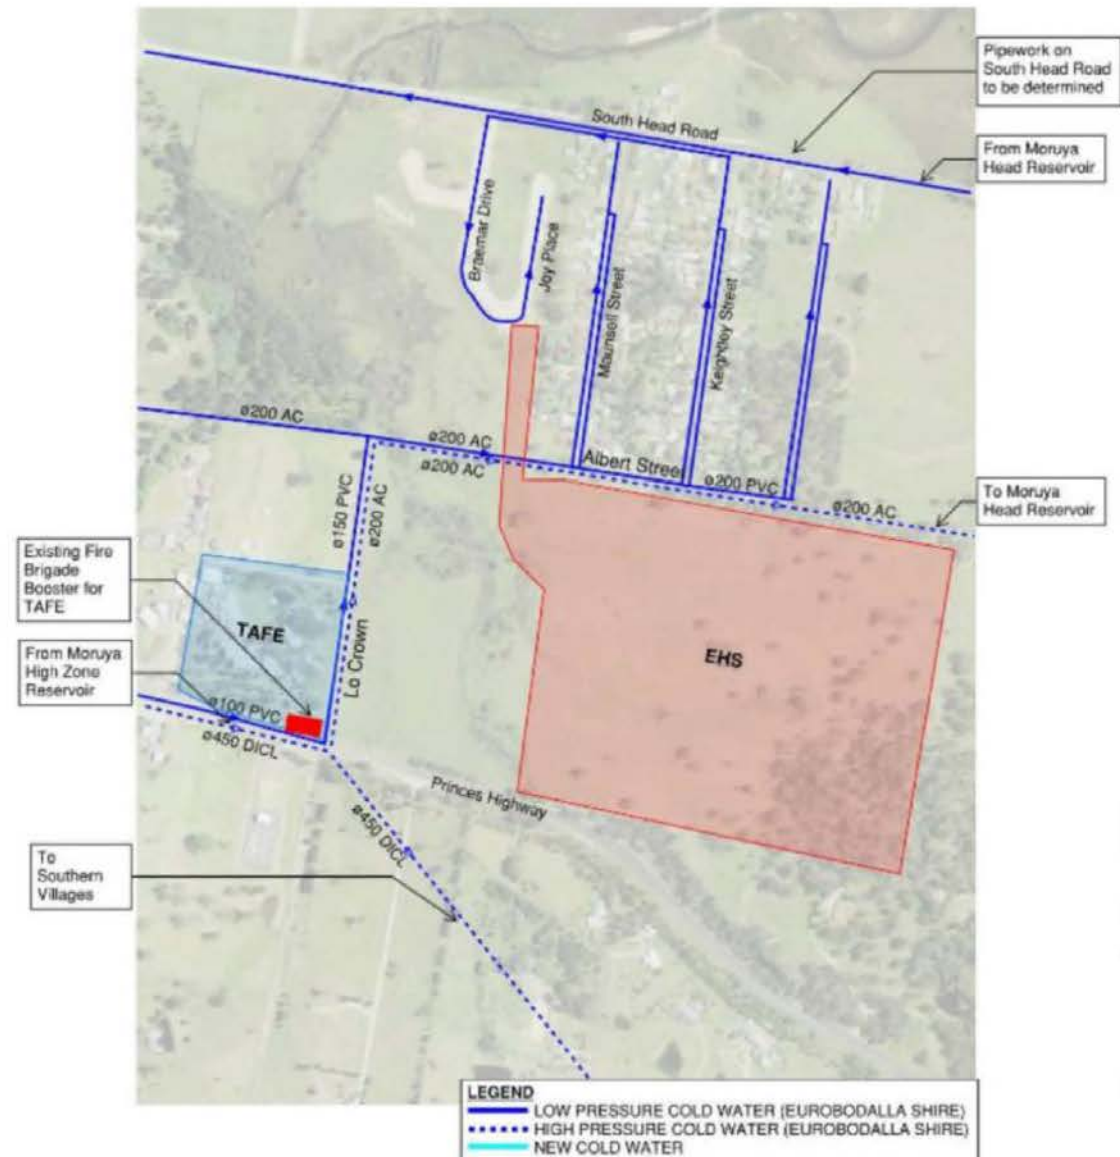 Pipework on
South Head Road
to be determined
South Head Road
From Moruya
Head Reservoir
Braemar Drive
Joy Place
Maunsell Street
Keightley Street
ø200 AC
ø200 AC
ø200 AC
Albert Street
ø200 PVC
ø200 AC
To Moruya
Head Reservoir
ø150 PVC
ø200 AC
Existing Fire
Brigade
Booster for
TAFE
TAFE
Lo Crown
EHS
From Moruya
High Zone
Reservoir
ø100 PVC
ø450 DICL
Princes Highway
ø450 DICL
To
Southern
Villages
LEGEND
LOW PRESSURE COLD WATER (EUROBODALLA SHIRE)
HIGH PRESSURE COLD WATER (EUROBODALLA SHIRE)
NEW COLD WATER